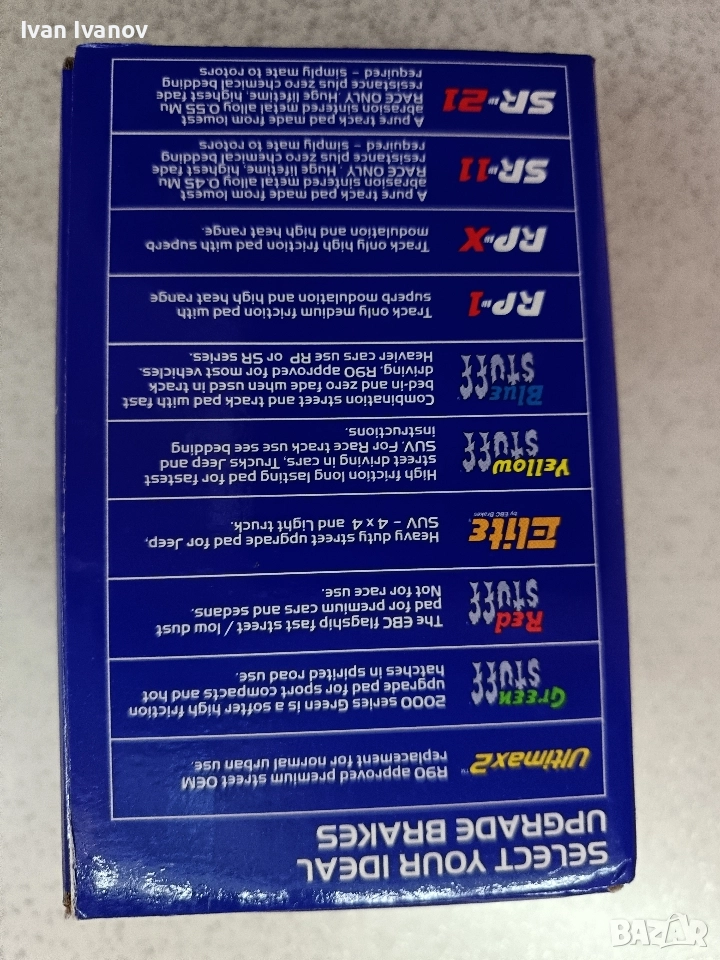 Ivan Ivanov
SELECT YOUR IDEAL
UPGRADE BRAKES
Ultimax2™
R90 approved premium street OEM
replacement for normal urban use.
Green
STUFF
2000 series Green is a softer high friction
upgrade pad for sport compacts and hot
hatches in spirited road use.
Red
STUFF
The EBC flagship fast street / low dust
pad for premium cars and sedans.
Not for race use.
Elite
by EBC Brakes
Heavy duty street upgrade pad for Jeep,
SUV - 4 x 4 and Light truck.
Yellow
STUFF
High friction long lasting pad for fastest
street driving in cars, Trucks, Jeep and
SUV. For Race track use see bedding
instructions.
Blue
STUFF
Combination street and track pad with fast
bed-in and zero fade when used in track
driving. R90 approved for most vehicles.
Heavier cars use RP or SR series.
RP-1
Track only medium friction pad with
superb modulation and high heat range
RP-X
Track only high friction pad with superb
modulation and high heat range.
SR-11
A pure track pad made from lowest
abrasion sintered metal alloy 0.45 Mu
RACE ONLY. Huge lifetime, highest fade
resistance plus zero chemical bedding
required - simply mate to rotors
SR-21
A pure track pad made from lowest
abrasion sintered metal alloy 0.55 Mu
RACE ONLY. Huge lifetime, highest fade
resistance plus zero chemical bedding
required - simply mate to rotors
BAZAR